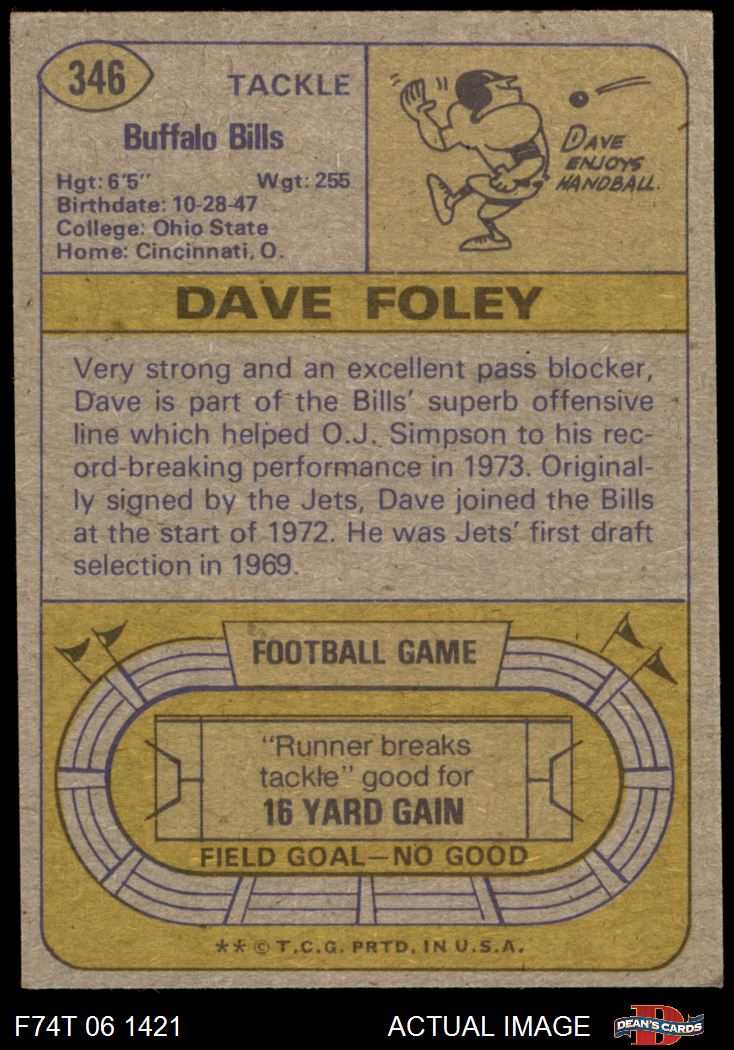 346
TACKLE
Buffalo Bills
Hgt: 6'5" Wgt: 255
Birthdate: 10-28-47
College: Ohio State
Home: Cincinnati, O.
DAVE
ENJOYS
HANDBALL.
DAVE FOLEY
Very strong and an excellent pass blocker,
Dave is part of the Bills' superb offensive
line which helped O.J. Simpson to his rec-
ord-breaking performance in 1973. Original-
ly signed by the Jets, Dave joined the Bills
at the start of 1972. He was Jets' first draft
selection in 1969.
FOOTBALL GAME
"Runner breaks
tackle" good for
16 YARD GAIN
FIELD GOAL—NO GOOD
** © T.C.G. PRTD. IN U.S.A.
F74T 06 1421 ACTUAL IMAGE
D
DEAN'S CARDS